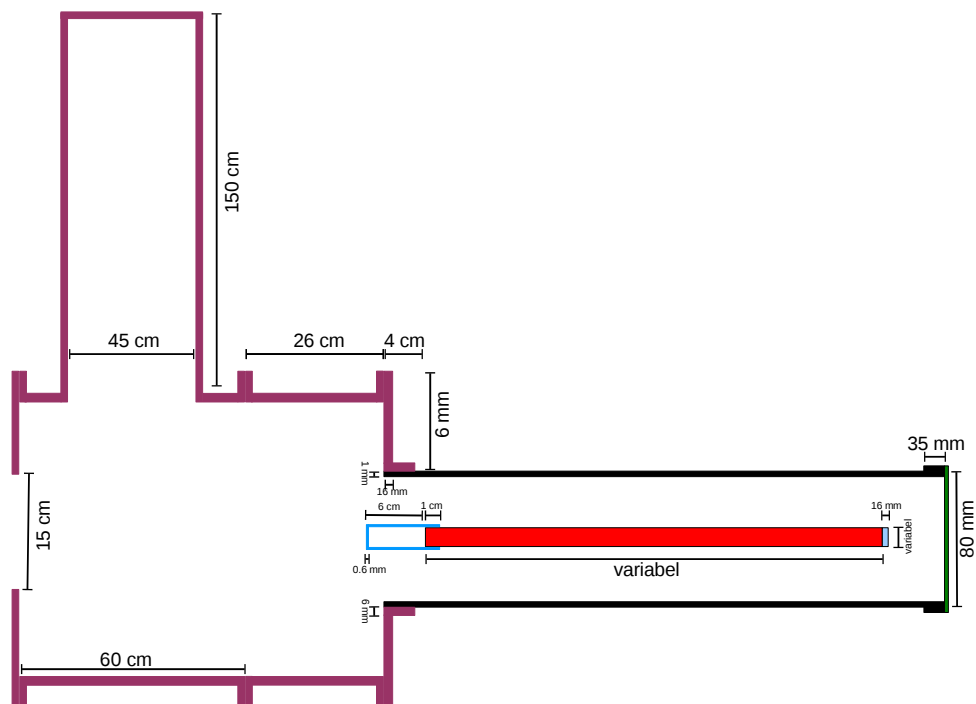 150 cm
45 cm
26 cm
4 cm
6 mm
35 mm
1 mm
16 mm
6 cm
1 cm
16 mm
15 cm
variabel
80 mm
0.6 mm
variabel
6 mm
60 cm